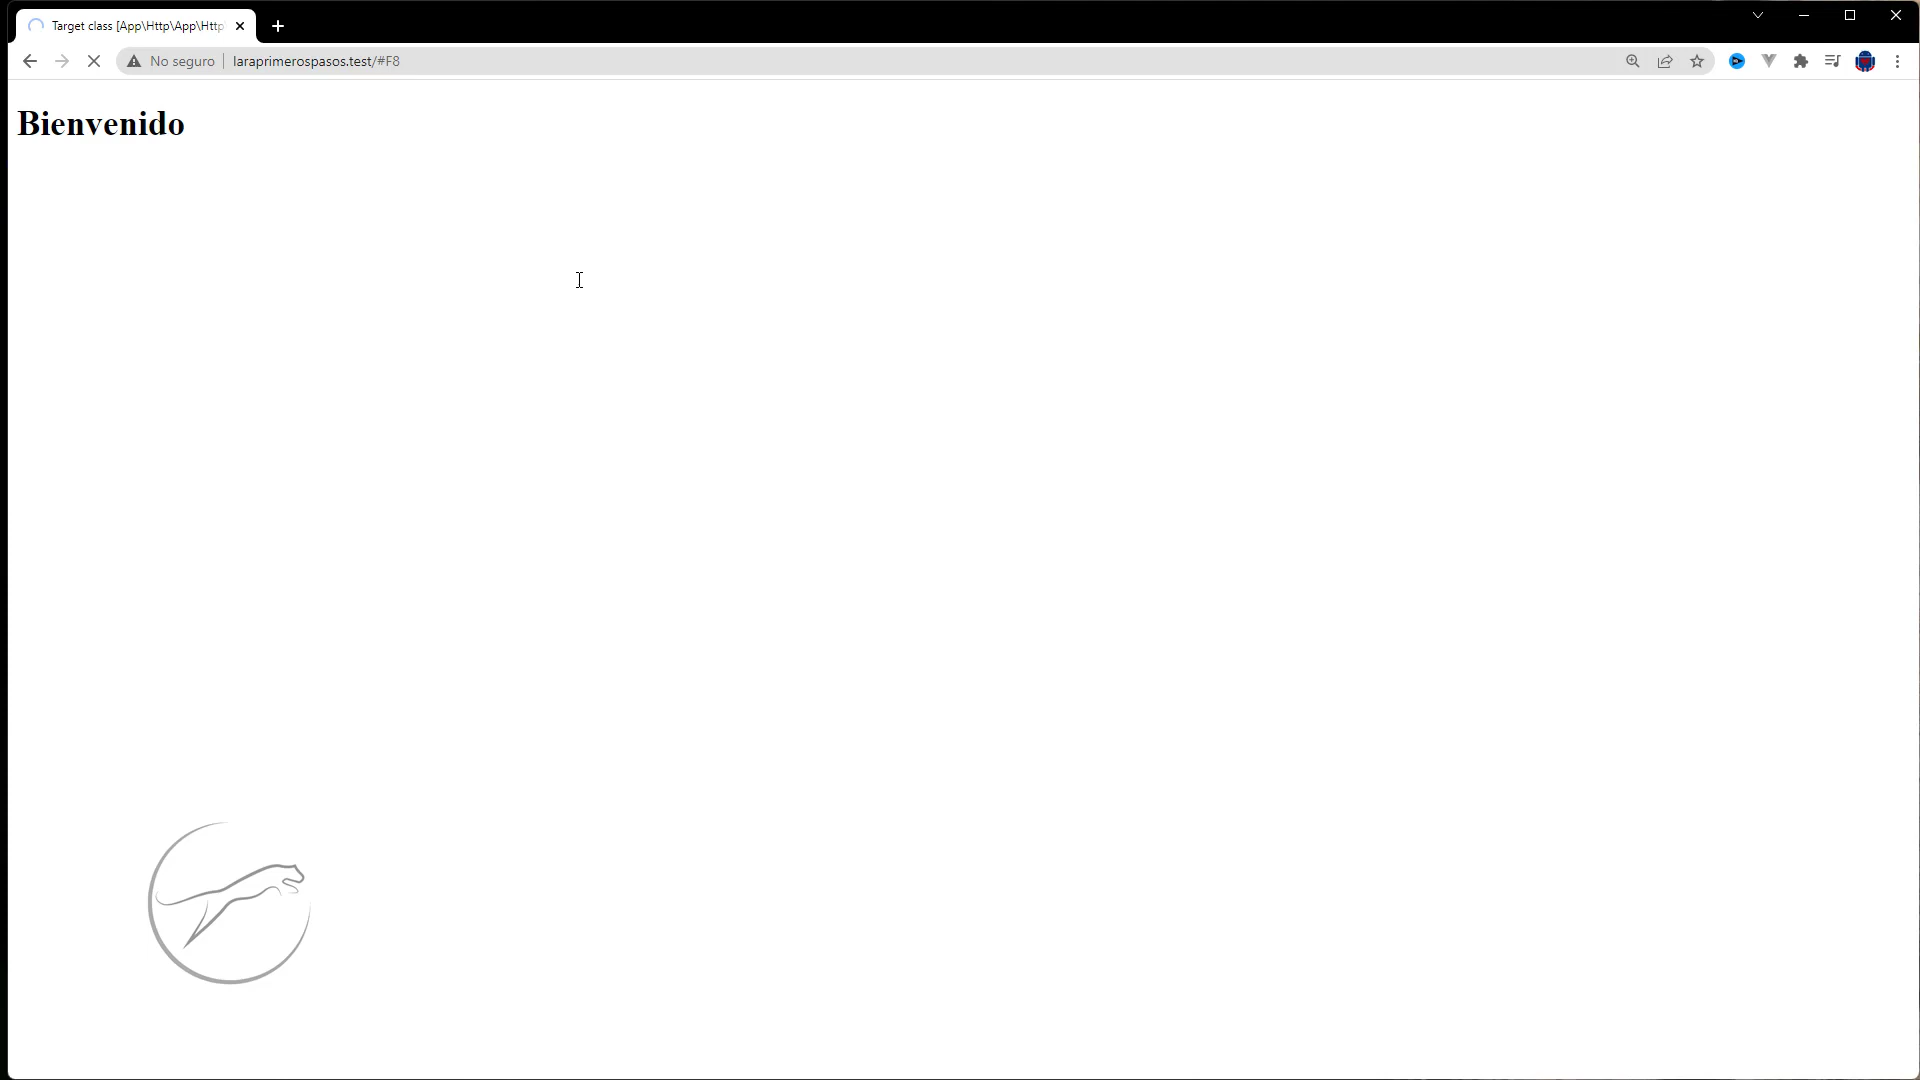 Target class [App\Http\App\Http
No seguro
laraprimerospasos.test/#F8
Bienvenido